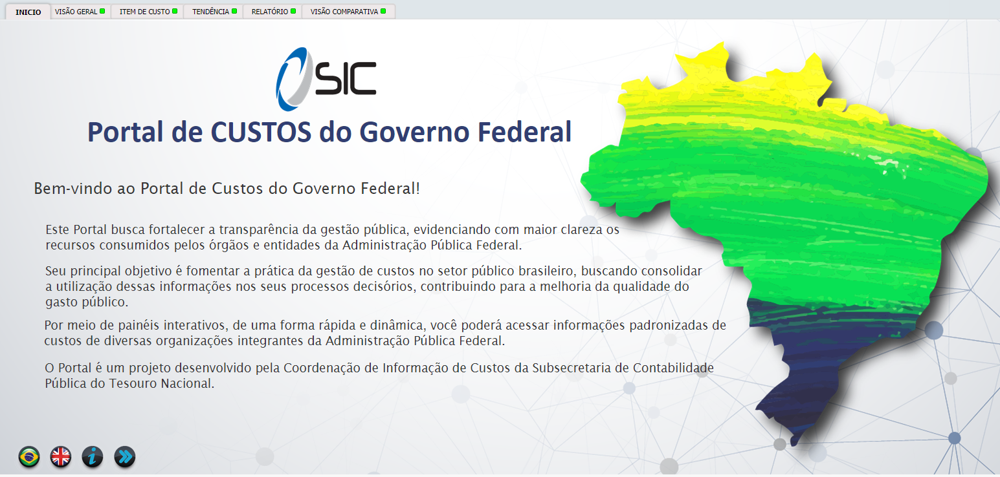 INICIO
VISÃO GERAL
ITEM DE CUSTO
TENDÊNCIA
RELATÓRIO
VISÃO COMPARATIVA
SIC
Portal de CUSTOS do Governo Federal
Bem-vindo ao Portal de Custos do Governo Federal!
Este Portal busca fortalecer a transparência da gestão pública, evidenciando com maior clareza os
recursos consumidos pelos órgãos e entidades da Administração Pública Federal.
Seu principal objetivo é fomentar a prática da gestão de custos no setor público brasileiro, buscando consolidar
a utilização dessas informações nos seus processos decisórios, contribuindo para a melhoria da qualidade do
gasto público.
Por meio de painéis interativos, de uma forma rápida e dinâmica, você poderá acessar informações padronizadas de
custos de diversas organizações integrantes da Administração Pública Federal.
O Portal é um projeto desenvolvido pela Coordenação de Informação de Custos da Subsecretaria de Contabilidade
Pública do Tesouro Nacional.
i